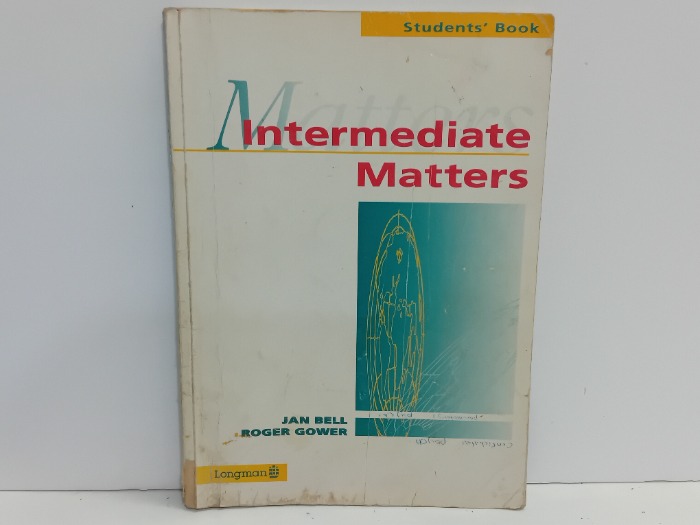 Students' Book
Matters
Intermediate
Matters
JAN BELL
ROGER GOWER
Longman